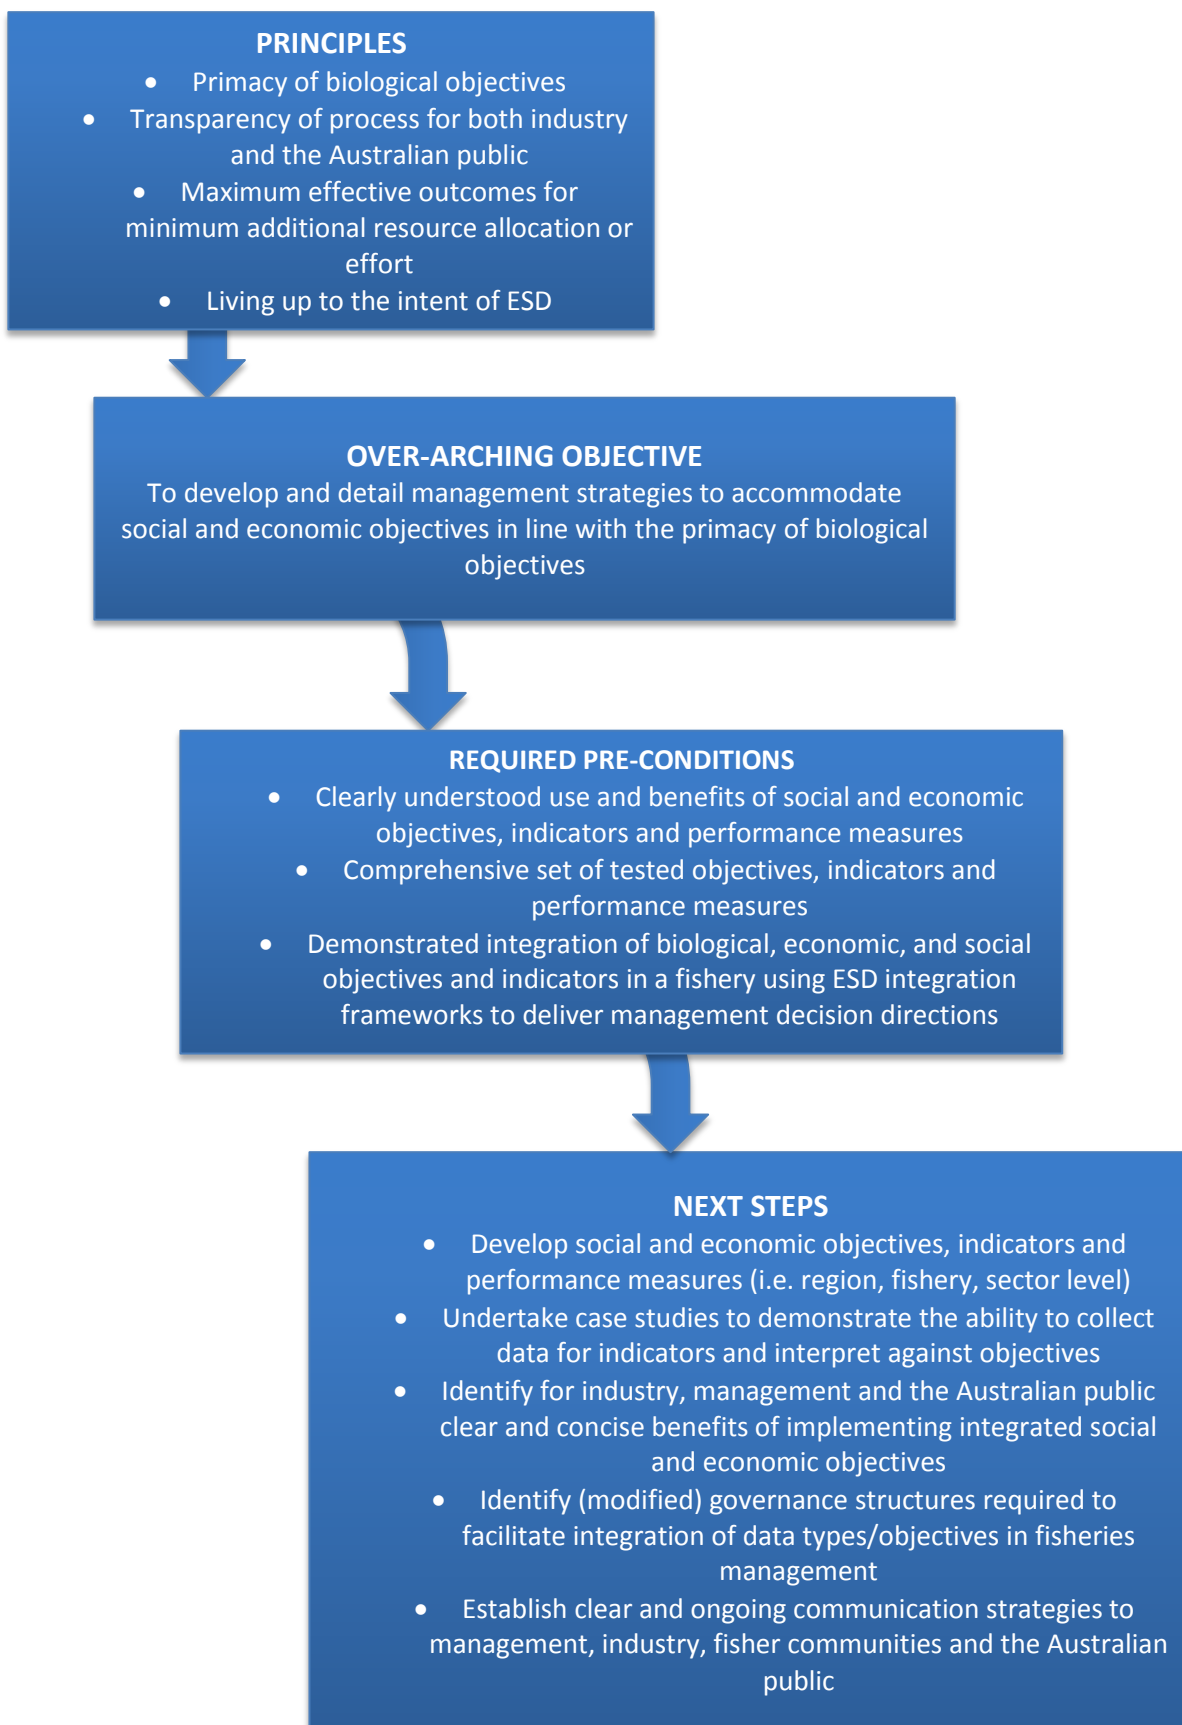 PRINCIPLES
• Primacy of biological objectives
• Transparency of process for both industry
and the Australian public
• Maximum effective outcomes for
minimum additional resource allocation or
effort
• Living up to the intent of ESD
OVER-ARCHING OBJECTIVE
To develop and detail management strategies to accommodate
social and economic objectives in line with the primacy of biological
objectives
REQUIRED PRE-CONDITIONS
• Clearly understood use and benefits of social and economic
objectives, indicators and performance measures
• Comprehensive set of tested objectives, indicators and
performance measures
• Demonstrated integration of biological, economic, and social
objectives and indicators in a fishery using ESD integration
frameworks to deliver management decision directions
NEXT STEPS
• Develop social and economic objectives, indicators and
performance measures (i.e. region, fishery, sector level)
• Undertake case studies to demonstrate the ability to collect
data for indicators and interpret against objectives
• Identify for industry, management and the Australian public
clear and concise benefits of implementing integrated social
and economic objectives
• Identify (modified) governance structures required to
facilitate integration of data types/objectives in fisheries
management
• Establish clear and ongoing communication strategies to
management, industry, fisher communities and the Australian
public